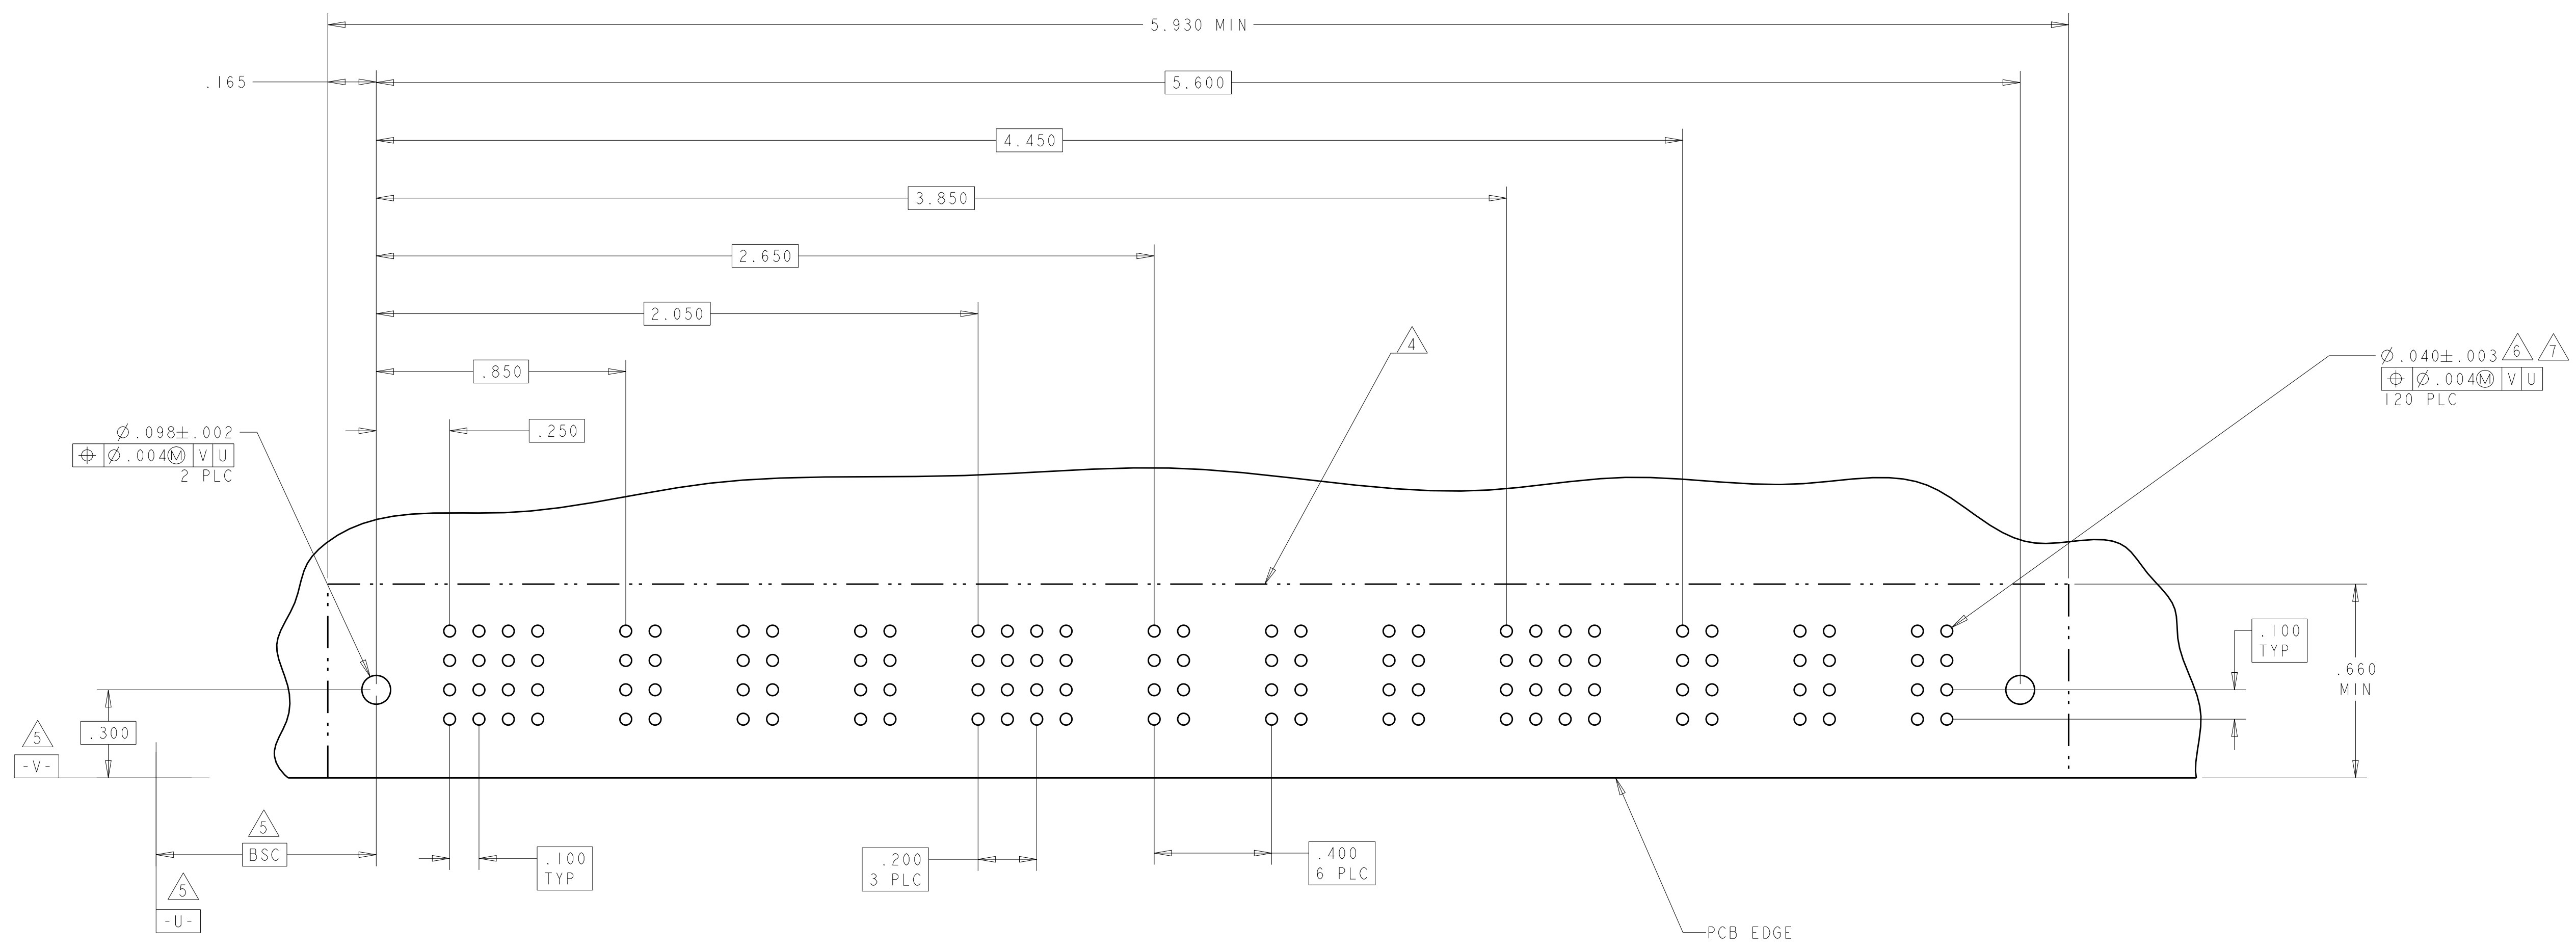 5.930 MIN
.165
5.600
4.450
3.850
2.650
2.050
.850
.250
4
Ø.040±.003 6 7
⌖ Ø.004Ⓜ V U
120 PLC
Ø.098±.002
⌖ Ø.004Ⓜ V U
2 PLC
.100
TYP
.660
MIN
.300
5
-V-
5
BSC
5
-U-
.100
TYP
.200
3 PLC
.400
6 PLC
PCB EDGE